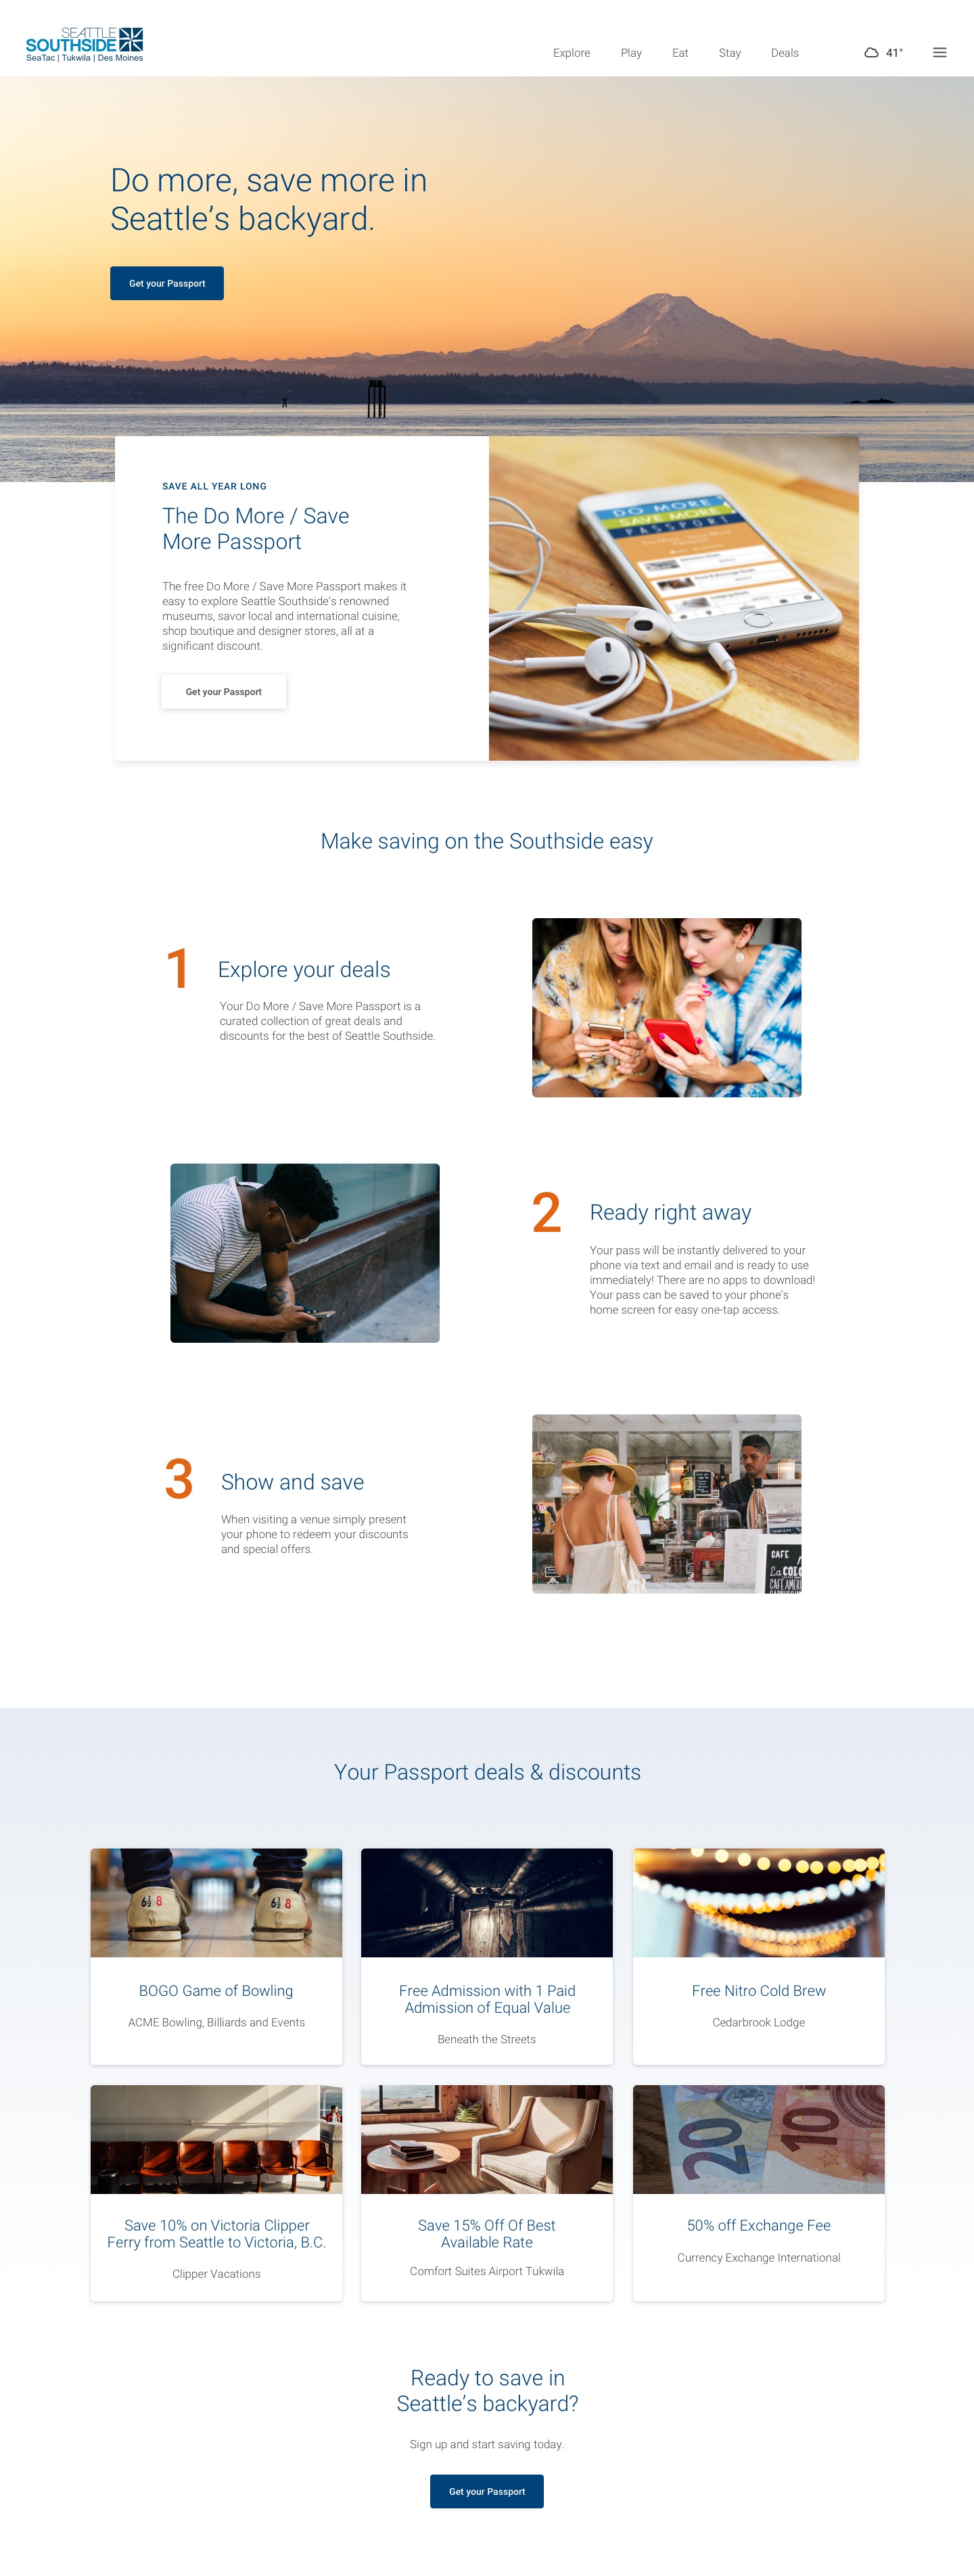 SEATTLE
SOUTHSIDE
SeaTac | Tukwila | Des Moines
Explore Play Eat Stay Deals 41°
Do more, save more in
Seattle’s backyard.
Get your Passport
SAVE ALL YEAR LONG
The Do More / Save
More Passport
The free Do More / Save More Passport makes it
easy to explore Seattle Southside's renowned
museums, savor local and international cuisine,
shop boutique and designer stores, all at a
significant discount.
Get your Passport
DO MORE
SAVE MORE
PASSPORT
Make saving on the Southside easy
1 Explore your deals
Your Do More / Save More Passport is a
curated collection of great deals and
discounts for the best of Seattle Southside.
2 Ready right away
Your pass will be instantly delivered to your
phone via text and email and is ready to use
immediately! There are no apps to download!
Your pass can be saved to your phone's
home screen for easy one-tap access.
3 Show and save
When visiting a venue simply present
your phone to redeem your discounts
and special offers.
CAFE
La
CAFE
Your Passport deals & discounts
6½ 8 6½ 8
BOGO Game of Bowling
ACME Bowling, Billiards and Events
Free Admission with 1 Paid
Admission of Equal Value
Beneath the Streets
Free Nitro Cold Brew
Cedarbrook Lodge
Save 10% on Victoria Clipper
Ferry from Seattle to Victoria, B.C.
Clipper Vacations
Save 15% Off Of Best
Available Rate
Comfort Suites Airport Tukwila
20 10
50% off Exchange Fee
Currency Exchange International
Ready to save in
Seattle’s backyard?
Sign up and start saving today.
Get your Passport